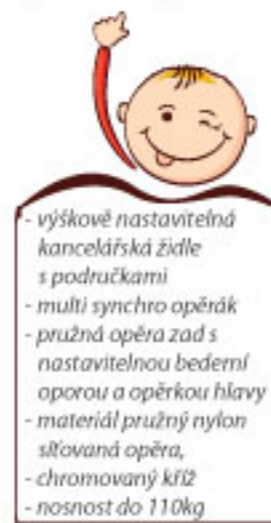 - výškově nastavitelná
kancelářská židle
s područkami
- multi synchro opěrák
- pružná opěra zad s
nastavitelnou bederní
oporou a opěrkou hlavy
- materiál pružný nylon
síťovaná opěra,
- chromovaný kříž
- nosnost do 110kg